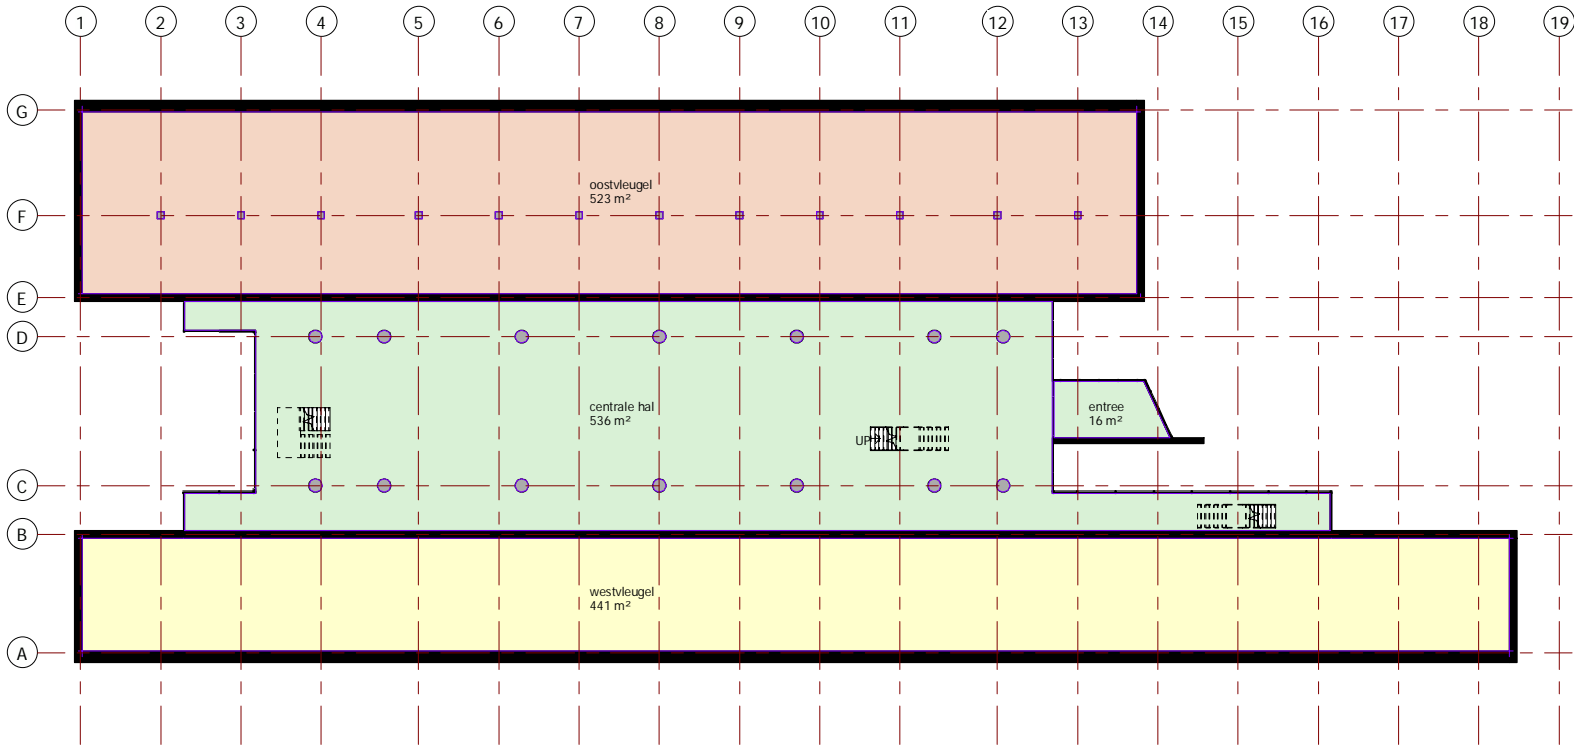 1 2 3 4 5 6 7 8 9 10 11 12 13 14 15 16 17 18 19
G
oostvleugel
523 m²
F
E
D
centrale hal
536 m²
entree
16 m²
UP
C
B
westvleugel
441 m²
A